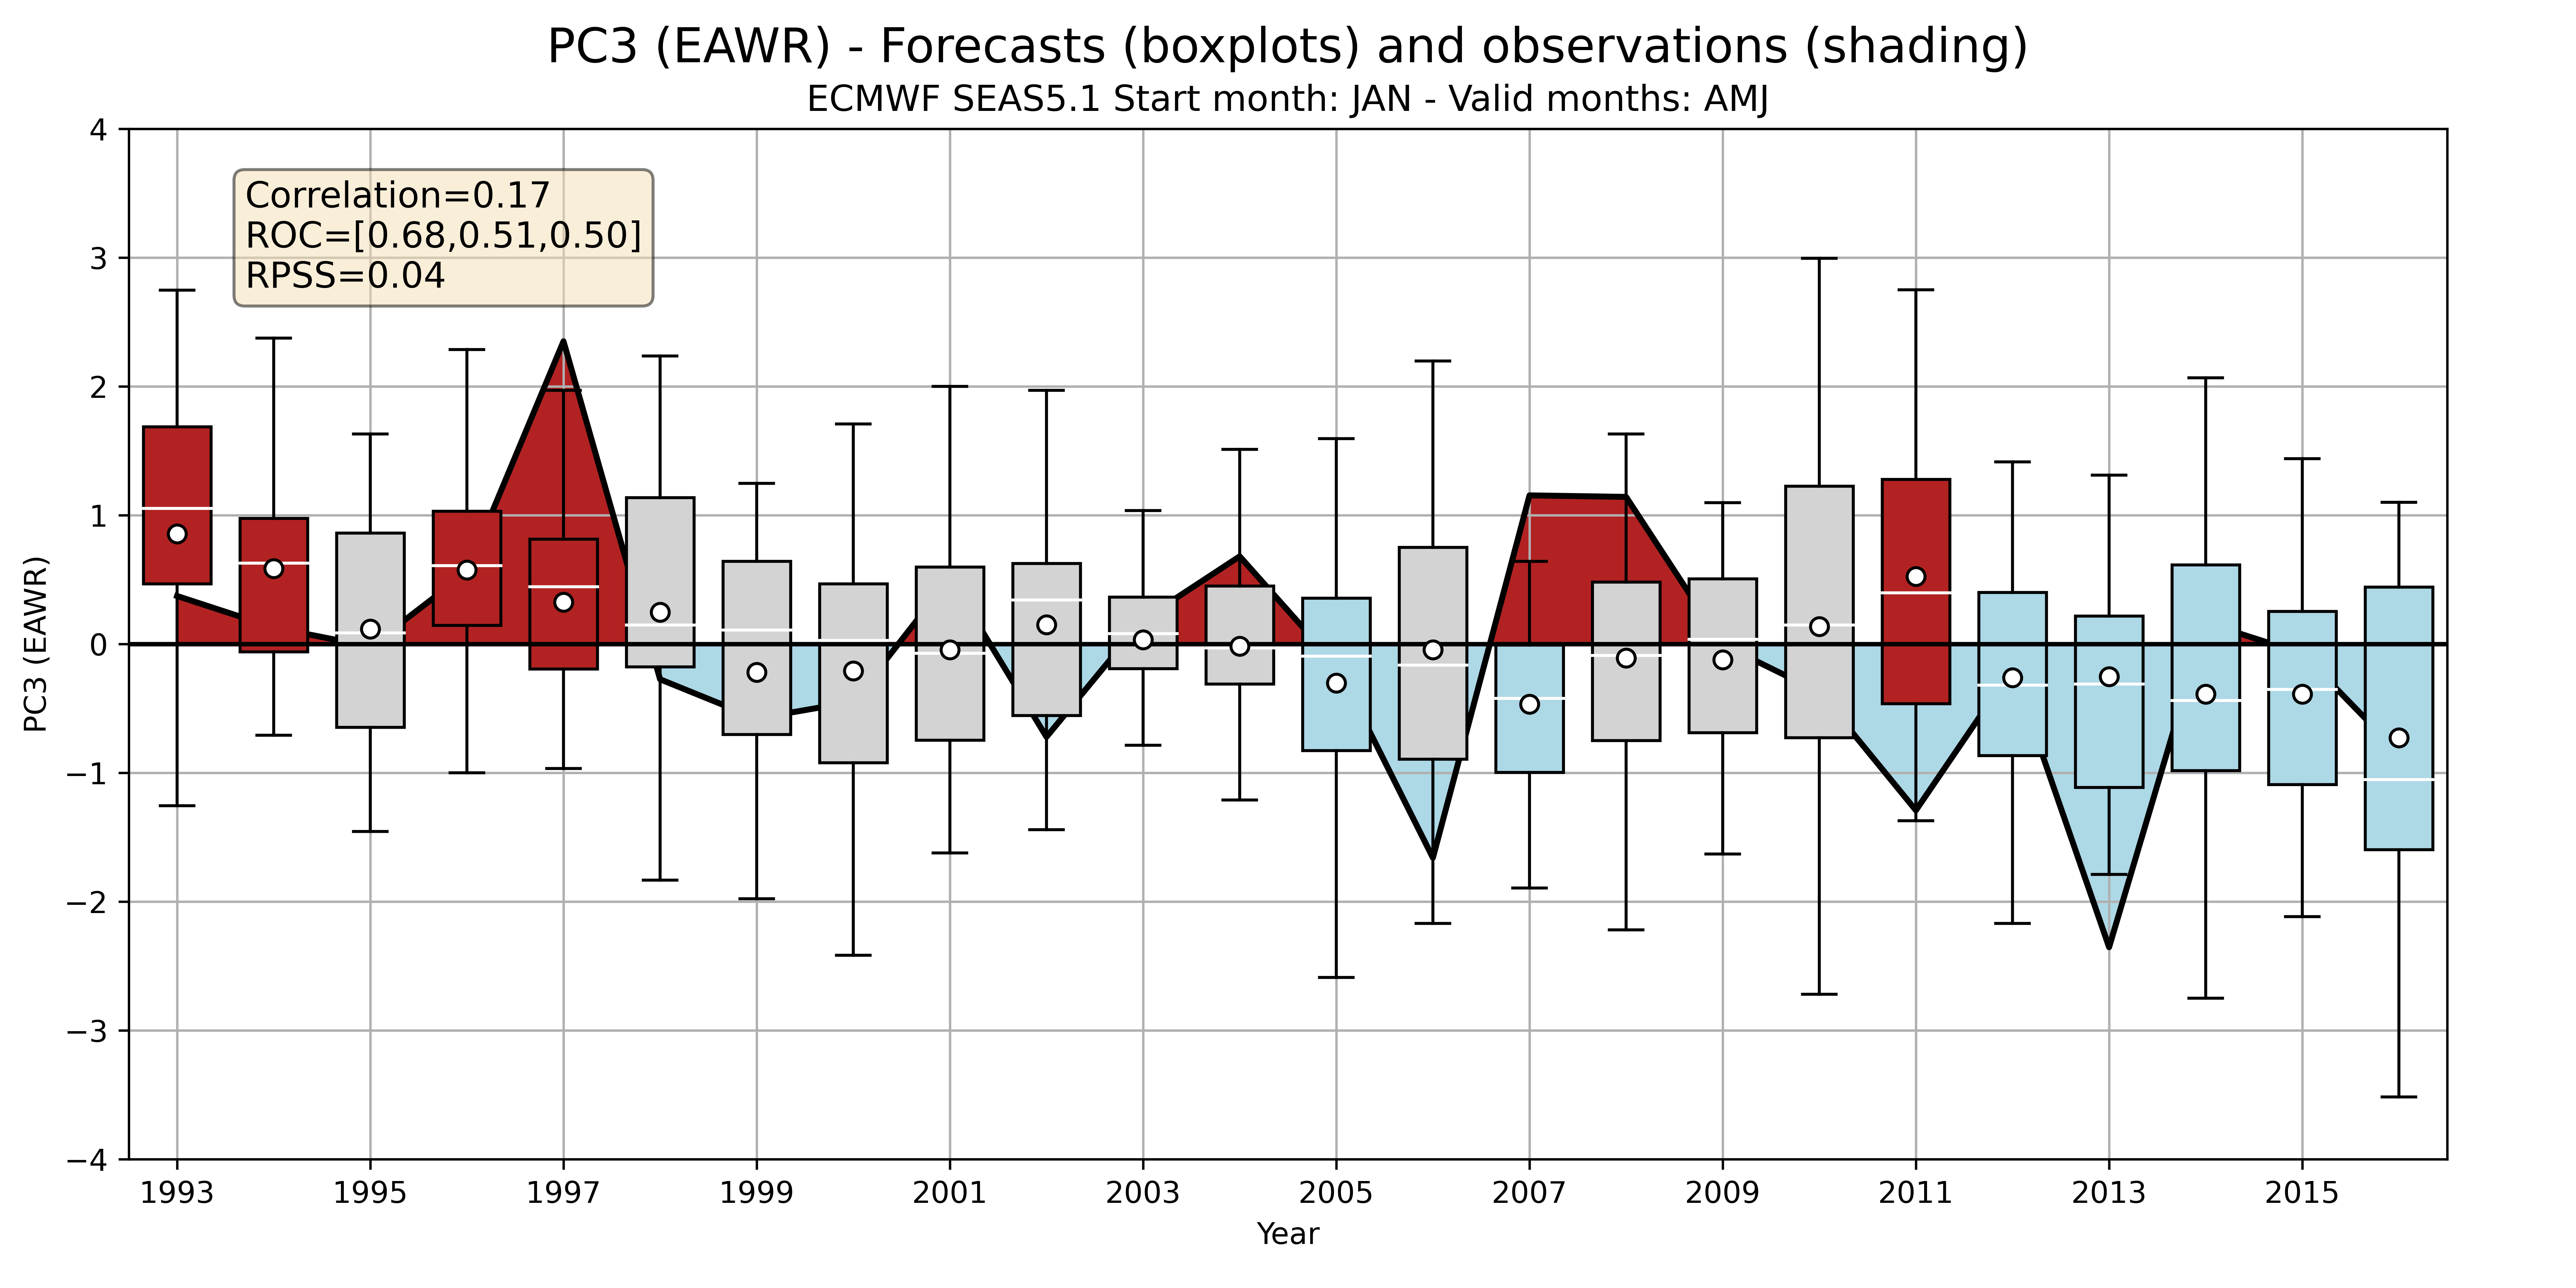 PC3 (EAWR) - Forecasts (boxplots) and observations (shading)
ECMWF SEAS5.1 Start month: JAN - Valid months: AMJ
Correlation=0.17
ROC=[0.68,0.51,0.50]
RPSS=0.04
PC3 (EAWR)
4
3
2
1
0
−1
−2
−3
−4
1993 1995 1997 1999 2001 2003 2005 2007 2009 2011 2013 2015
Year